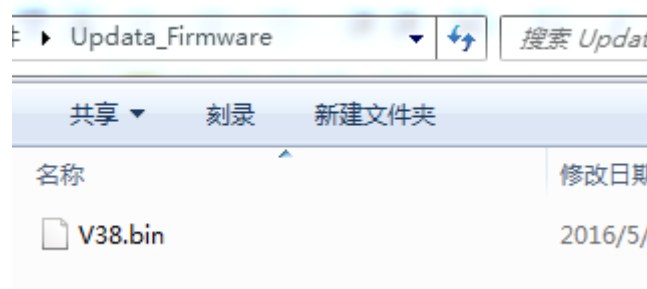 Updata_Firmware 搜索 Updat
共享 刻录 新建文件夹
名称 修改日期
V38.bin 2016/5/